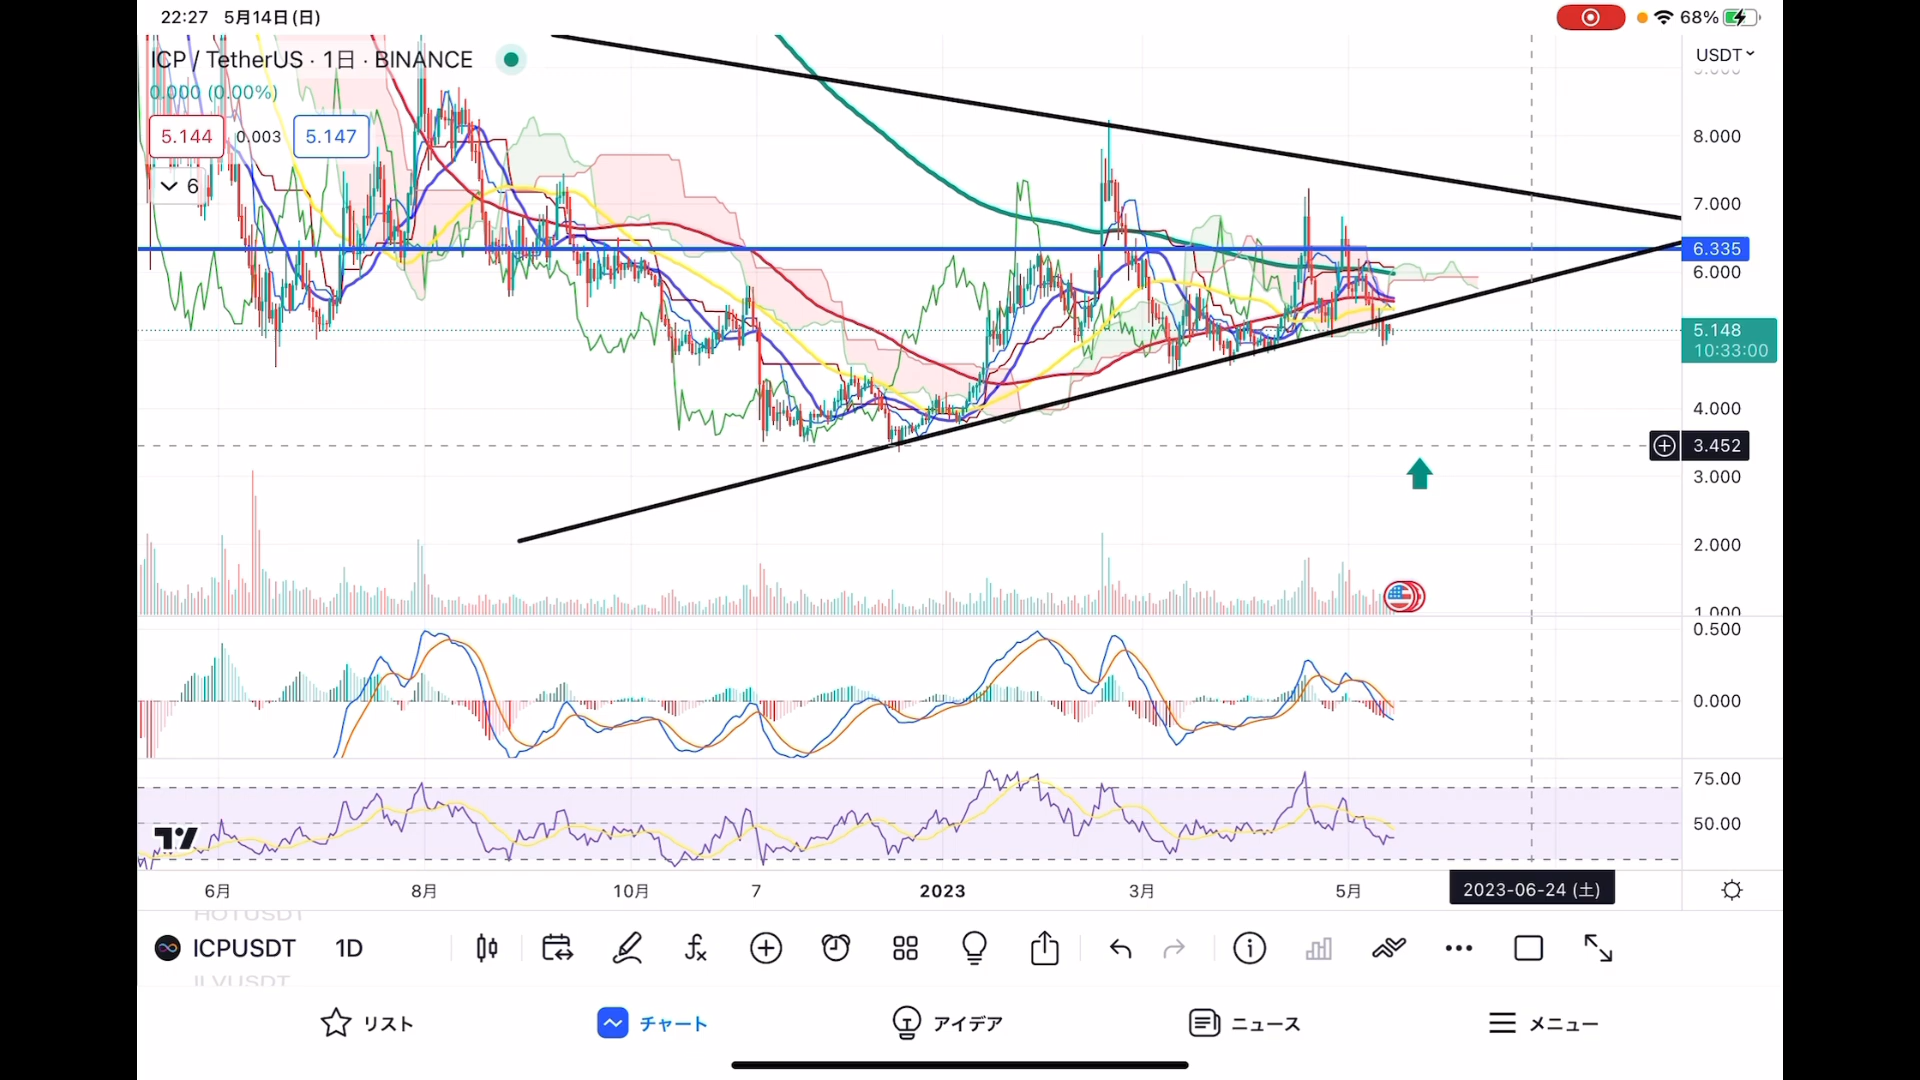 22:27 5月14日(日)
68%
ICP / TetherUS · 1日 · BINANCE
USDT
9.000
0.000 (0.00%)
5.144 0.003 5.147
8.000
6
7.000
6.335
6.000
5.148
10:33:00
4.000
3.452
3.000
2.000
1.000
0.500
0.000
75.00
50.00
6月 8月 10月 7 2023 3月 5月 2023-06-24 (土)
HOTUSDT
ICPUSDT 1D
ILVUSDT
リスト チャート アイデア ニュース メニュー